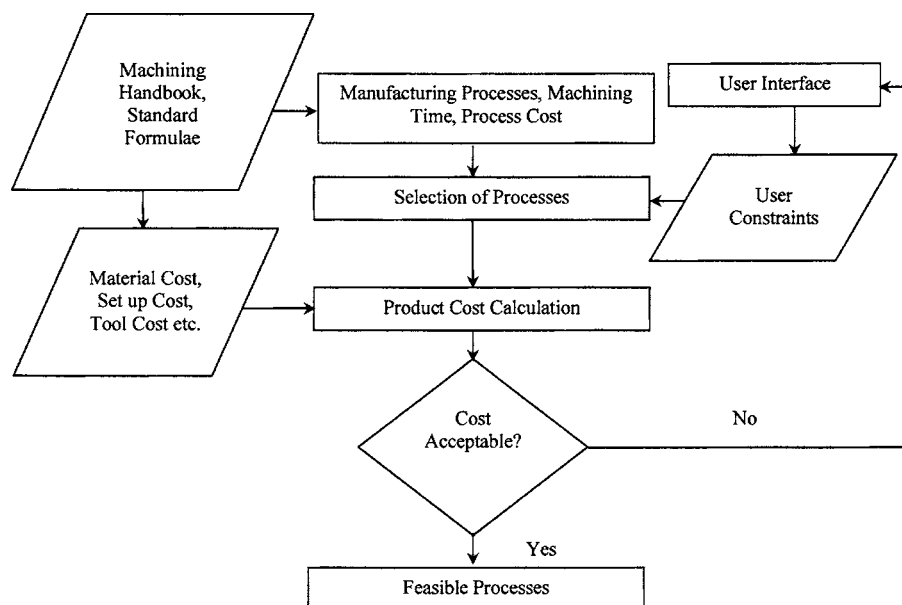 Machining
Handbook,
Standard
Formulae
Manufacturing Processes, Machining
Time, Process Cost
User Interface
Selection of Processes
User
Constraints
Material Cost,
Set up Cost,
Tool Cost etc.
Product Cost Calculation
Cost
Acceptable?
No
Yes
Feasible Processes